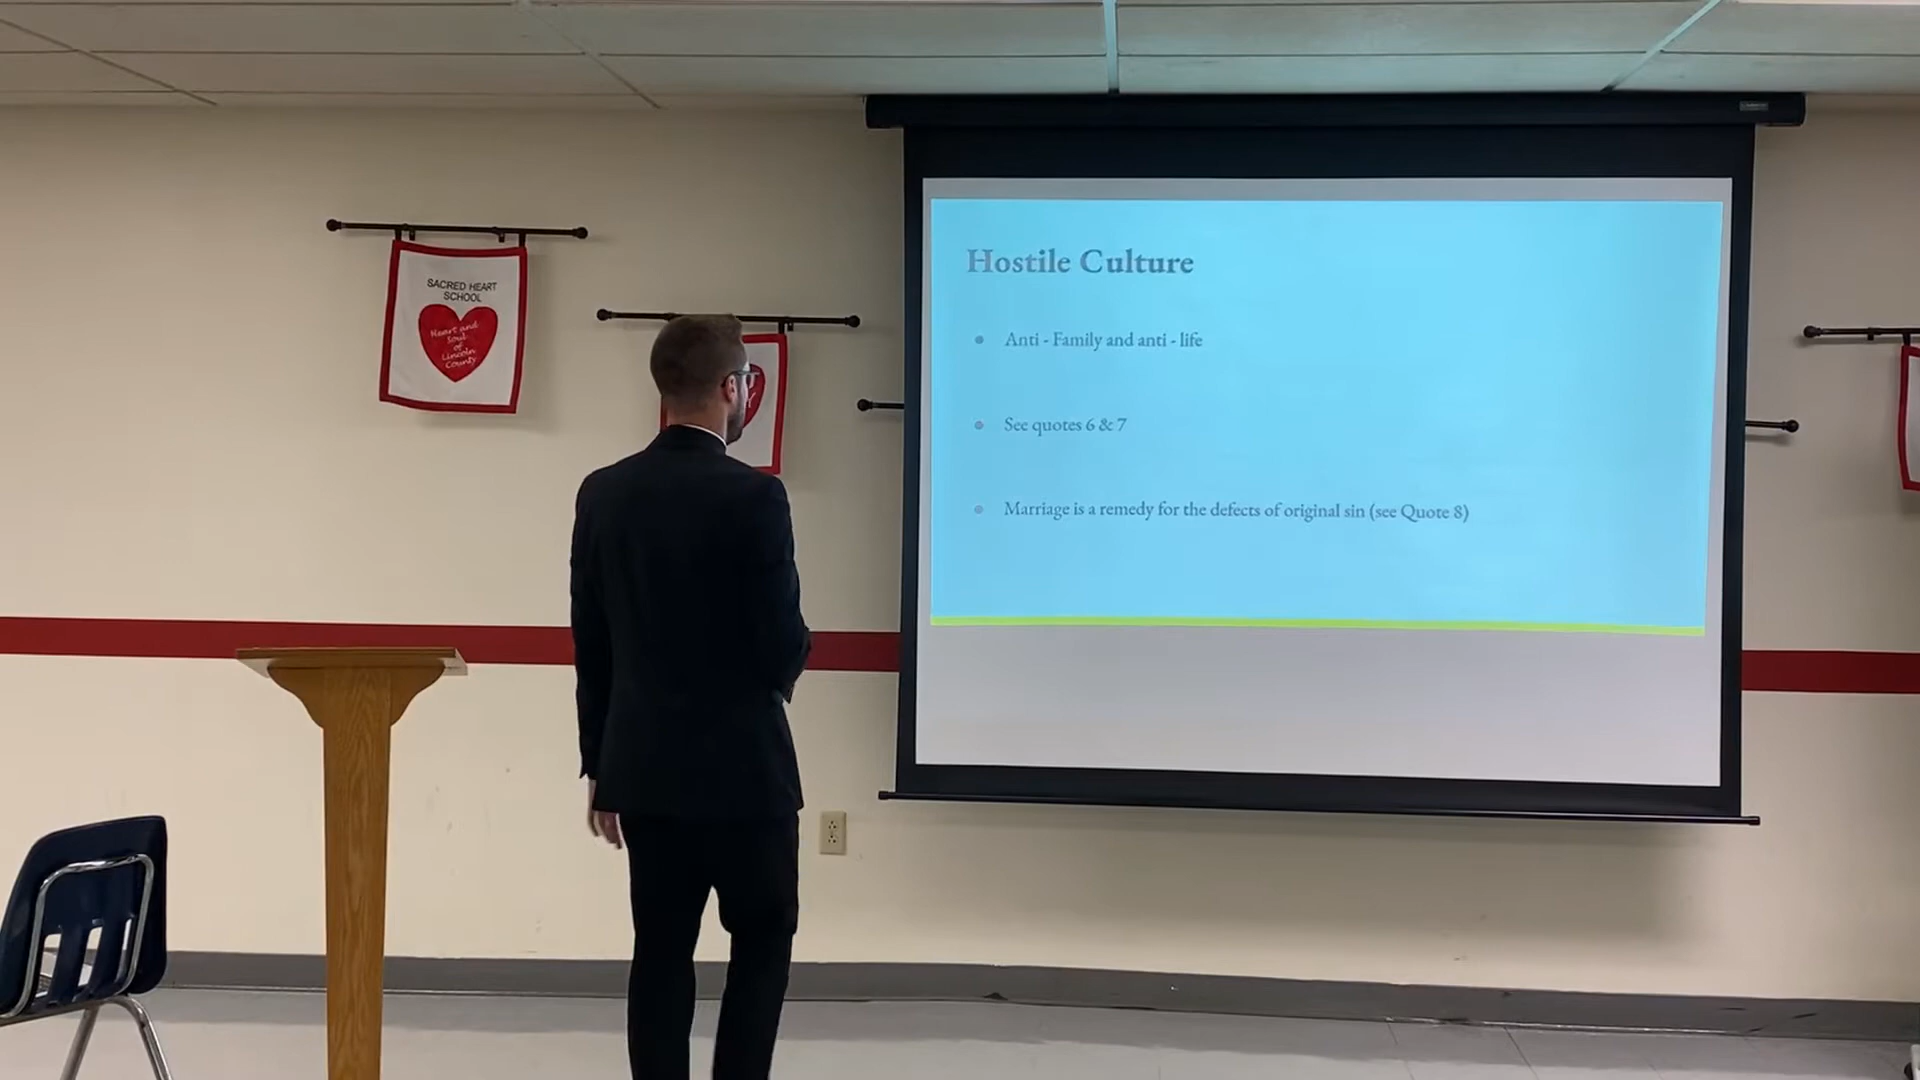 SACRED HEART
SCHOOL
Heart and
Soul
of
Lincoln
County
Hostile Culture
Anti - Family and anti - life
See quotes 6 & 7
Marriage is a remedy for the defects of original sin (see Quote 8)